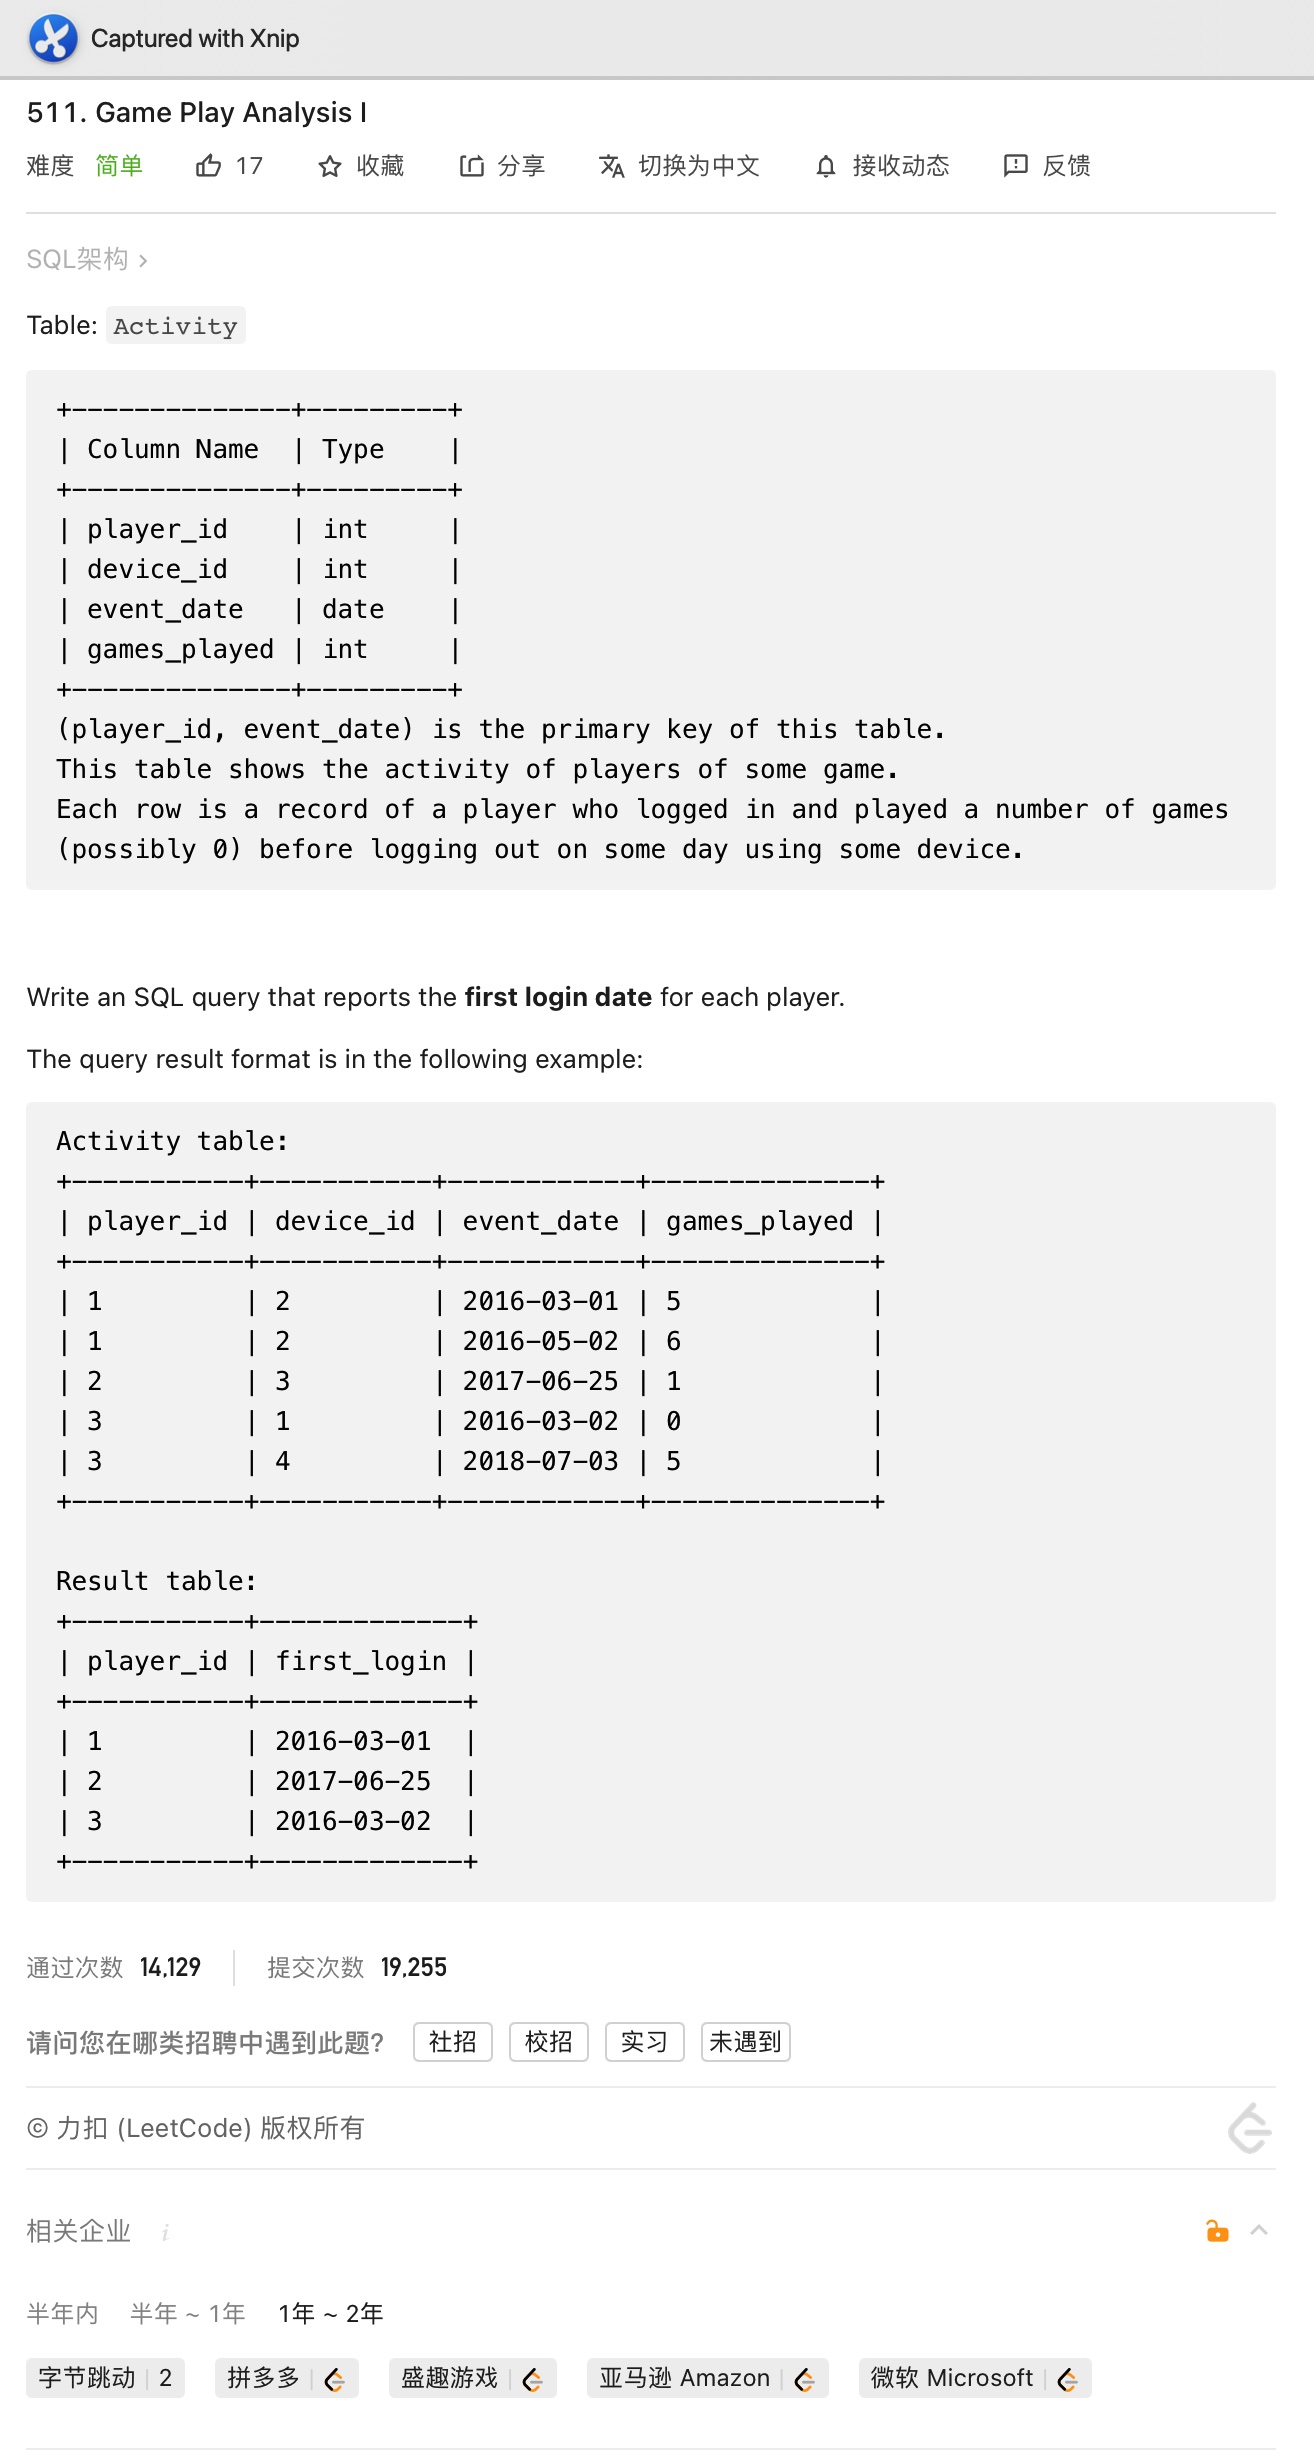 Captured with Xnip
511. Game Play Analysis I
难度 简单 17 收藏 分享 切换为中文 接收动态 反馈
SQL架构 >
Table: Activity
+--------------+---------+
| Column Name  | Type    |
+--------------+---------+
| player_id    | int     |
| device_id    | int     |
| event_date   | date    |
| games_played | int     |
+--------------+---------+
(player_id, event_date) is the primary key of this table.
This table shows the activity of players of some game.
Each row is a record of a player who logged in and played a number of games
(possibly 0) before logging out on some day using some device.
Write an SQL query that reports the first login date for each player.
The query result format is in the following example:
Activity table:
+-----------+-----------+------------+--------------+
| player_id | device_id | event_date | games_played |
+-----------+-----------+------------+--------------+
| 1         | 2         | 2016-03-01 | 5            |
| 1         | 2         | 2016-05-02 | 6            |
| 2         | 3         | 2017-06-25 | 1            |
| 3         | 1         | 2016-03-02 | 0            |
| 3         | 4         | 2018-07-03 | 5            |
+-----------+-----------+------------+--------------+
Result table:
+-----------+-------------+
| player_id | first_login |
+-----------+-------------+
| 1         | 2016-03-01  |
| 2         | 2017-06-25  |
| 3         | 2016-03-02  |
+-----------+-------------+
通过次数 14,129 提交次数 19,255
请问您在哪类招聘中遇到此题? 社招 校招 实习 未遇到
© 力扣 (LeetCode) 版权所有
相关企业 i
半年内 半年 ~ 1年 1年 ~ 2年
字节跳动 | 2 拼多多 | 盛趣游戏 | 亚马逊 Amazon | 微软 Microsoft |